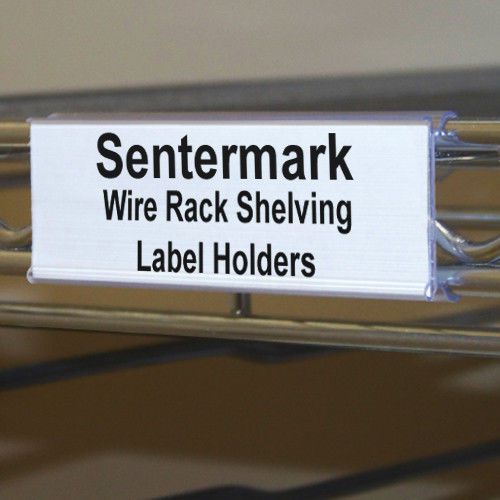 Sentermark
Wire Rack Shelving
Label Holders